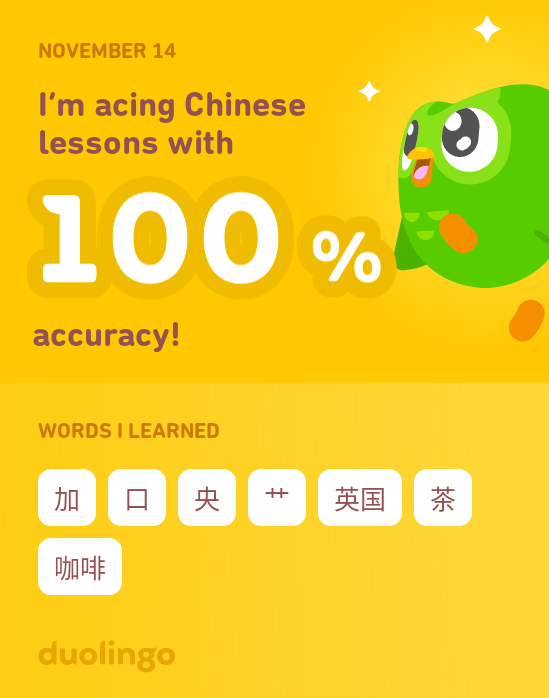 NOVEMBER 14
I'm acing Chinese
lessons with
100%
accuracy!
WORDS I LEARNED
加 口 央 艹 英国 茶
咖啡
duolingo